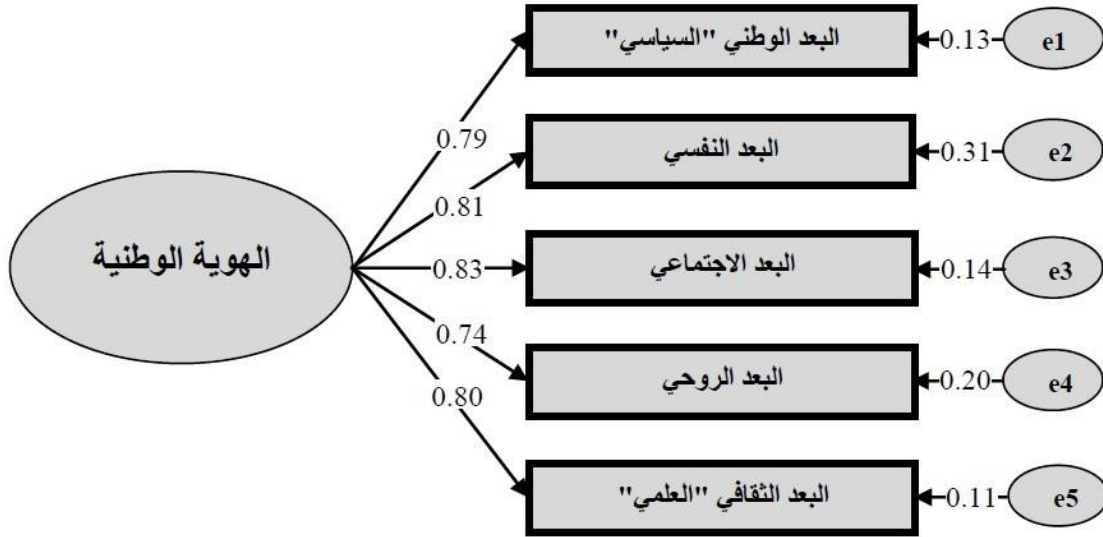 البعد الوطني "السياسي"
0.13
e1
0.79
البعد النفسي
0.31
e2
0.81
الهوية الوطنية
0.83
البعد الاجتماعي
0.14
e3
0.74
البعد الروحي
0.20
e4
0.80
البعد الثقافي "العلمي"
0.11
e5